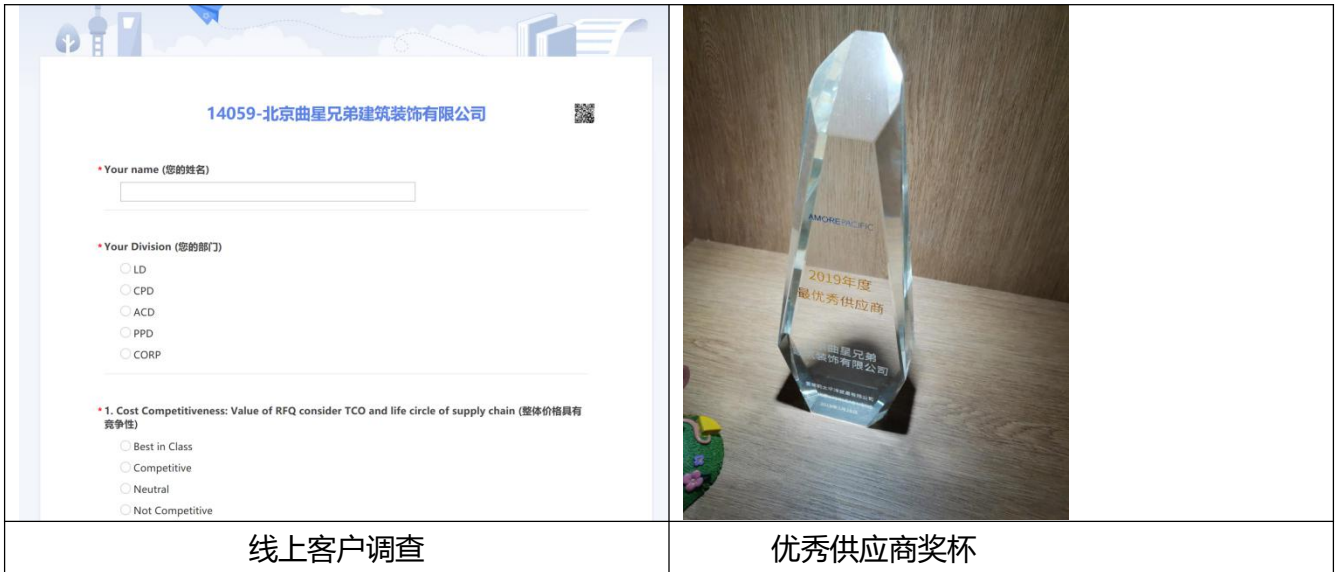 14059-北京曲星兄弟建筑装饰有限公司
* Your name (您的姓名)
* Your Division (您的部门)
LD
CPD
ACD
PPD
CORP
* 1. Cost Competitiveness: Value of RFQ consider TCO and life circle of supply chain (整体价格具有
竞争性)
Best in Class
Competitive
Neutral
Not Competitive
AMOREPACIFIC
2019年度
最优秀供应商
曲星兄弟
装饰有限公司
线上客户调查
优秀供应商奖杯